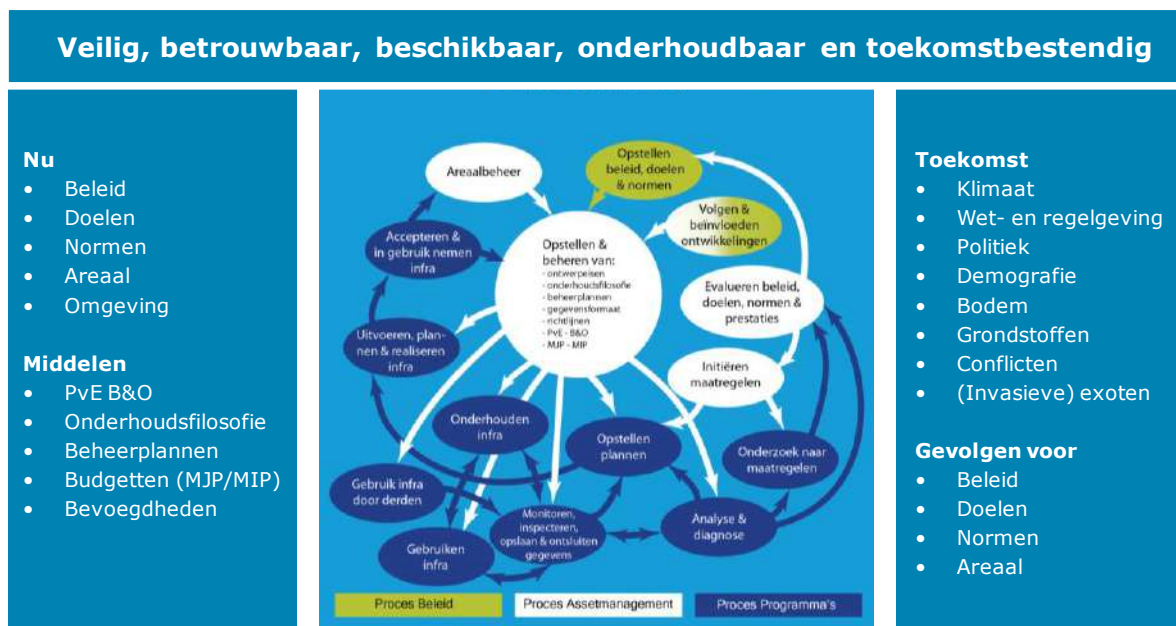 Veilig, betrouwbaar, beschikbaar, onderhoudbaar en toekomstbestendig
Nu
• Beleid
• Doelen
• Normen
• Areaal
• Omgeving
Middelen
• PvE B&O
• Onderhoudsfilosofie
• Beheerplannen
• Budgetten (MJP/MIP)
• Bevoegdheden
Areaalbeheer
Opstellen
beleid, doelen
& normen
Volgen &
beïnvloeden
ontwikkelingen
Accepteren &
in gebruik nemen
infra
Opstellen &
beheren van:
- ontwerpeisen
- onderhoudsfilosofie
- beheerplannen
- gegevensformaat
- richtlijnen
- PvE - B&O
- MJP - MIP
Evalueren beleid,
doelen, normen &
prestaties
Uitvoeren, plan-
nen & realiseren
infra
Initiëren
maatregelen
Onderhouden
infra
Opstellen
plannen
Onderzoek naar
maatregelen
Gebruik infra
door derden
Monitoren,
inspecteren,
opslaan & ontsluiten
gegevens
Analyse &
diagnose
Gebruiken
infra
Proces Beleid
Proces Assetmanagement
Proces Programma's
Toekomst
• Klimaat
• Wet- en regelgeving
• Politiek
• Demografie
• Bodem
• Grondstoffen
• Conflicten
• (Invasieve) exoten
Gevolgen voor
• Beleid
• Doelen
• Normen
• Areaal